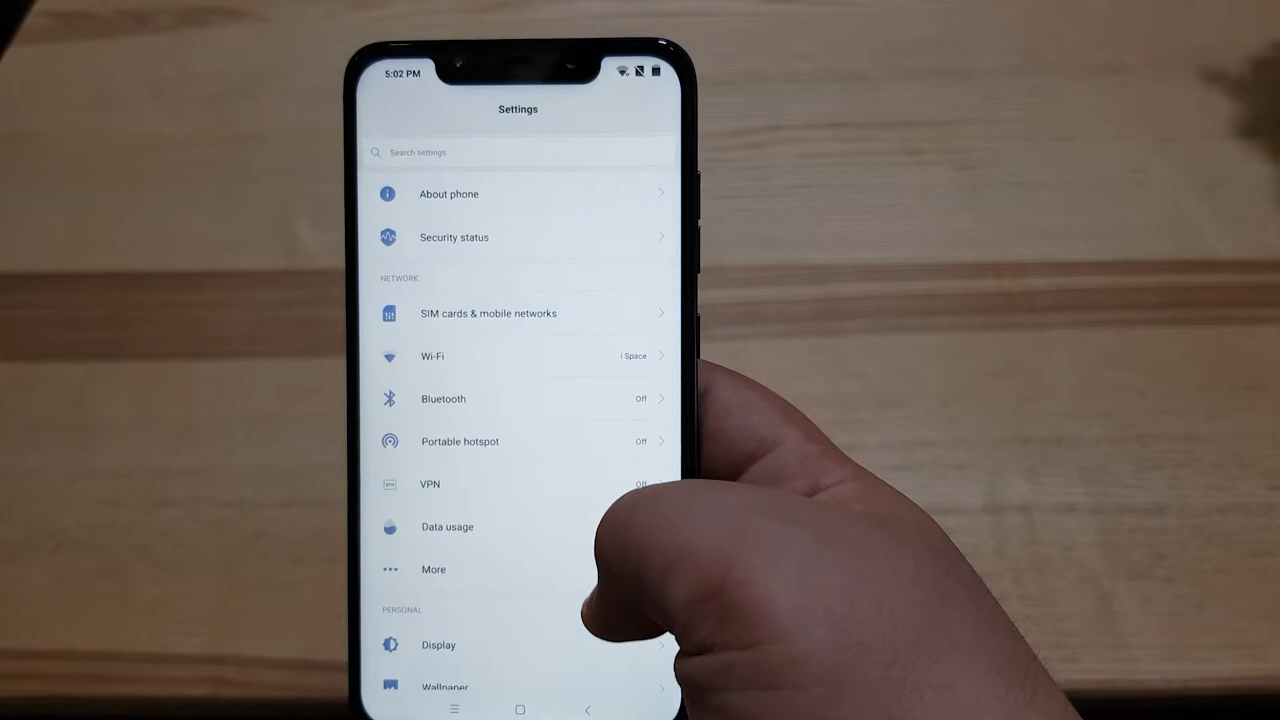 5:02 PM
Settings
Search settings
About phone
Security status
NETWORK
SIM cards & mobile networks
Wi-Fi i Space
Bluetooth Off
Portable hotspot Off
VPN Off
Data usage
More
PERSONAL
Display
Wallpaper